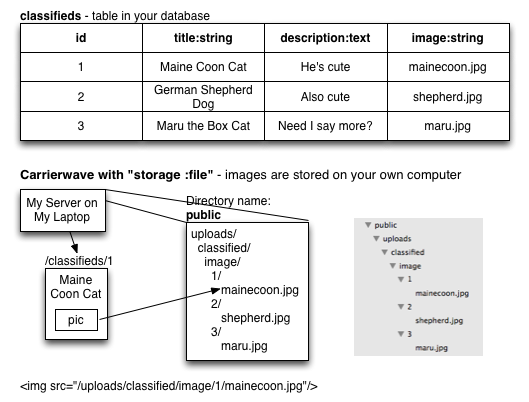 classifieds - table in your database
id title:string description:text image:string
1 Maine Coon Cat He's cute mainecoon.jpg
2 German Shepherd Dog Also cute shepherd.jpg
3 Maru the Box Cat Need I say more? maru.jpg
Carrierwave with "storage :file" - images are stored on your own computer
My Server on
My Laptop
/classifieds/1
Maine
Coon Cat
pic
Directory name:
public
uploads/
classified/
image/
1/
mainecoon.jpg
2/
shepherd.jpg
3/
maru.jpg
public
uploads
classified
image
1
mainecoon.jpg
2
shepherd.jpg
3
maru.jpg
<img src="/uploads/classified/image/1/mainecoon.jpg"/>